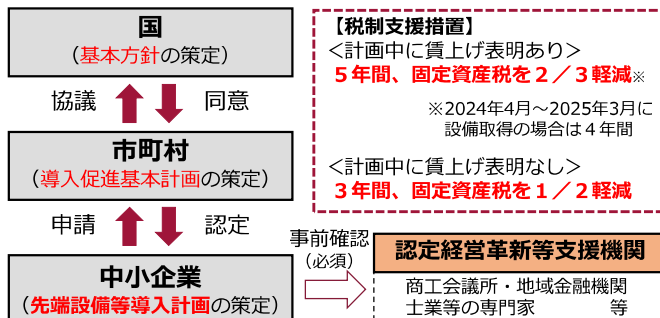 国
（基本方針の策定）
協議
同意
市町村
（導入促進基本計画の策定）
申請
認定
中小企業
（先端設備等導入計画の策定）
【税制支援措置】
＜計画中に賃上げ表明あり＞
５年間、固定資産税を２／３軽減※
※2024年4月～2025年3月に
設備取得の場合は４年間
＜計画中に賃上げ表明なし＞
３年間、固定資産税を１／２軽減
事前確認
（必須）
認定経営革新等支援機関
商工会議所・地域金融機関
士業等の専門家　　　　等